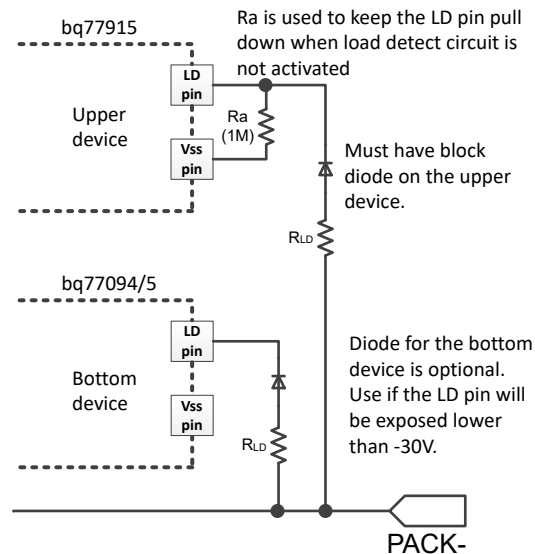 bq77915
Ra is used to keep the LD pin pull
down when load detect circuit is
not activated
LD
pin
Upper
device
Ra
(1M)
Vss
pin
Must have block
diode on the upper
device.
RLD
bq77094/5
LD
pin
Bottom
device
Vss
pin
RLD
Diode for the bottom
device is optional.
Use if the LD pin will
be exposed lower
than -30V.
PACK-